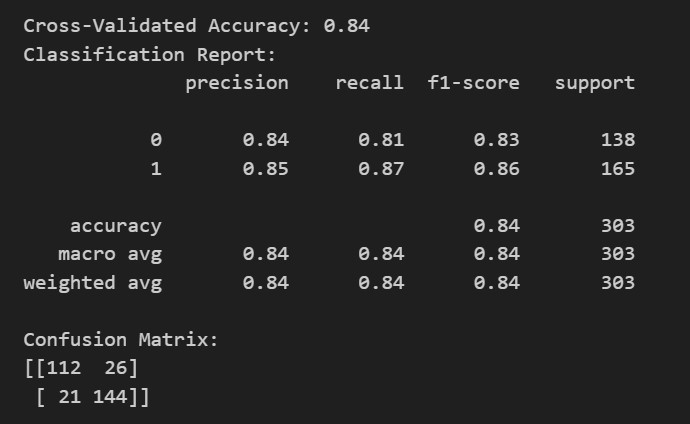 Cross-Validated Accuracy: 0.84
Classification Report:
              precision    recall  f1-score   support

           0       0.84      0.81      0.83       138
           1       0.85      0.87      0.86       165

    accuracy                           0.84       303
   macro avg       0.84      0.84      0.84       303
weighted avg       0.84      0.84      0.84       303

Confusion Matrix:
[[112  26]
 [ 21 144]]